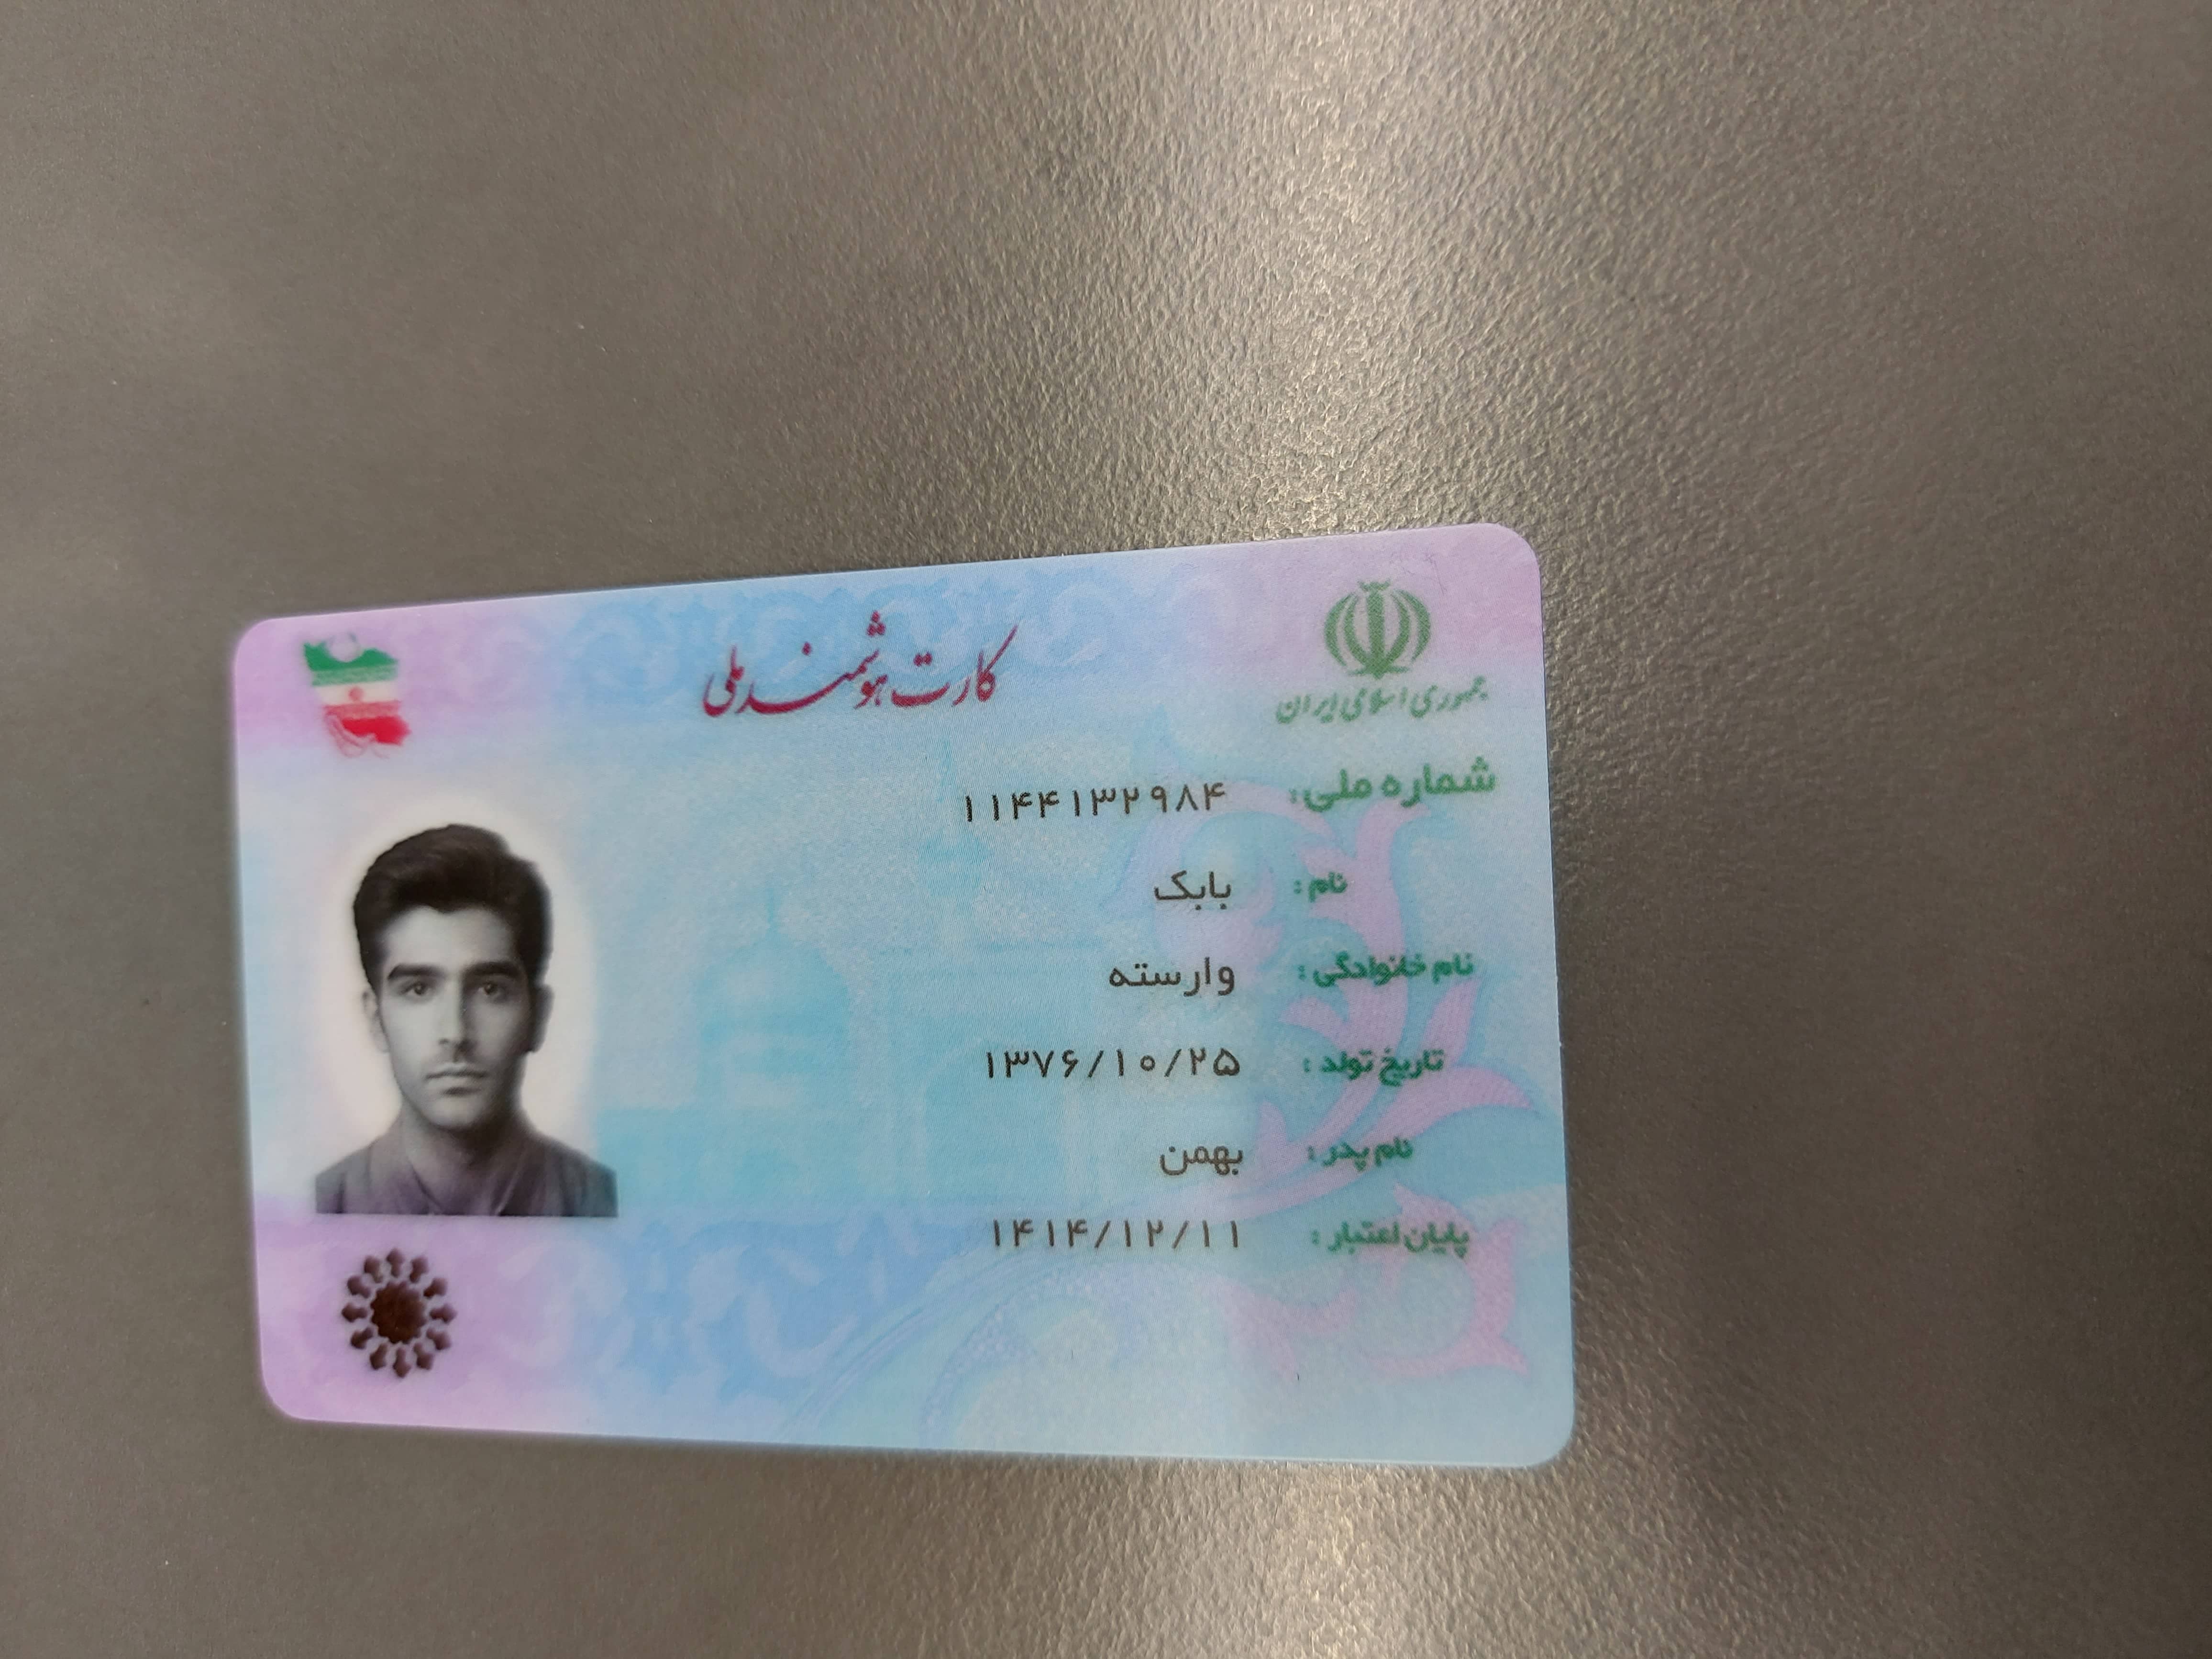 جمهوری اسلامی ایران
کارت هوشمند ملی
شماره ملی: ۱۱۴۴۱۳۲۹۸۴
نام: بابک
نام خانوادگی: وارسته
تاریخ تولد: ۱۳۷۶/۱۰/۲۵
نام پدر: بهمن
پایان اعتبار: ۱۴۱۴/۱۲/۱۱